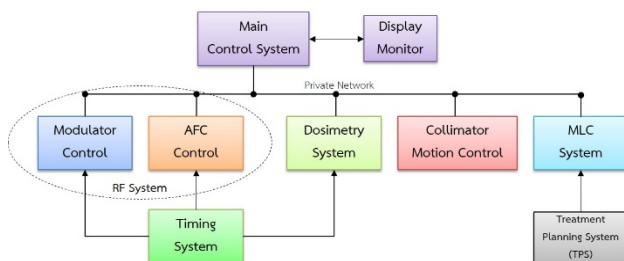 Main
Control System
Display
Monitor
Private Network
Modulator
Control
AFC
Control
Dosimetry
System
Collimator
Motion Control
MLC
System
RF System
Timing
System
Treatment
Planning System
(TPS)